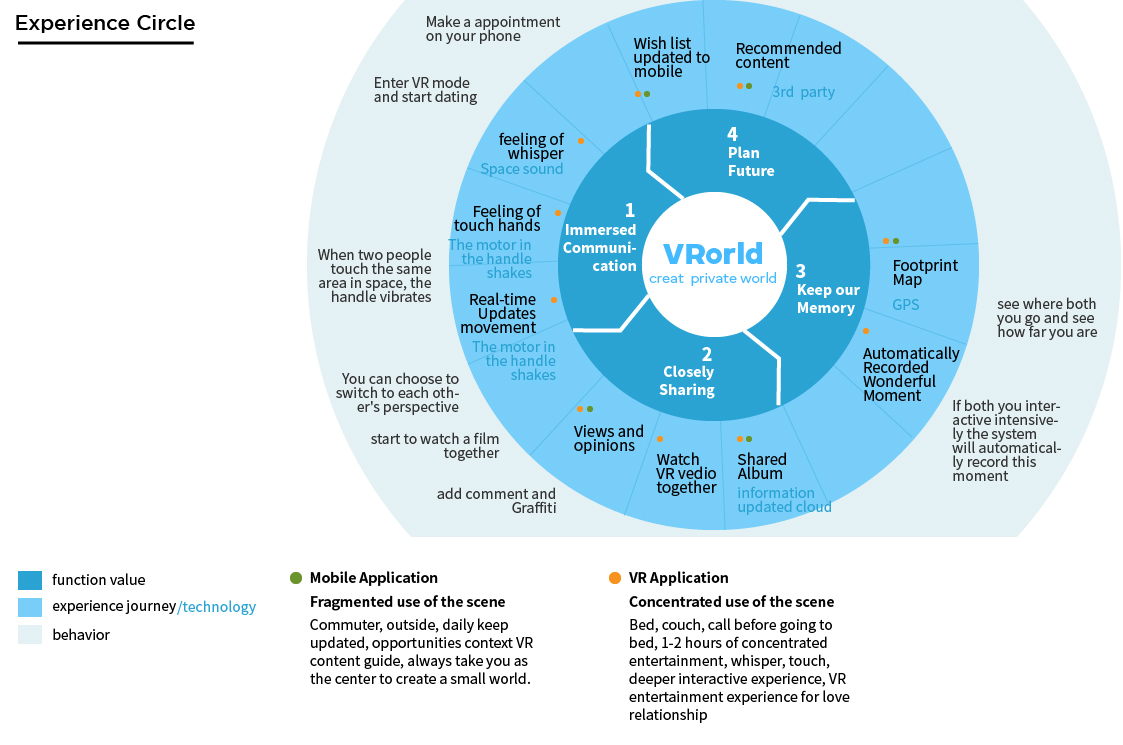 Experience Circle
Make a appointment
on your phone
Enter VR mode
and start dating
When two people
touch the same
area in space, the
handle vibrates
You can choose to
switch to each oth-
er's perspective
start to watch a film
together
add comment and
Graffiti
Wish list
updated to
mobile
Recommended
content
3rd party
feeling of
whisper
Space sound
Feeling of
touch hands
The motor in
the handle
shakes
Real-time
Updates
movement
The motor in
the handle
shakes
Views and
opinions
Watch
VR vedio
together
Shared
Album
information
updated cloud
Automatically
Recorded
Wonderful
Moment
Footprint
Map
GPS
see where both
you go and see
how far you are
If both you inter-
active intensive-
ly the system
will automatical-
ly record this
moment
1
Immersed
Communi-
cation
2
Closely
Sharing
3
Keep our
Memory
4
Plan
Future
VRorld
creat private world
function value
experience journey/technology
behavior
Mobile Application
Fragmented use of the scene
Commuter, outside, daily keep
updated, opportunities context VR
content guide, always take you as
the center to create a small world.
VR Application
Concentrated use of the scene
Bed, couch, call before going to
bed, 1-2 hours of concentrated
entertainment, whisper, touch,
deeper interactive experience, VR
entertainment experience for love
relationship